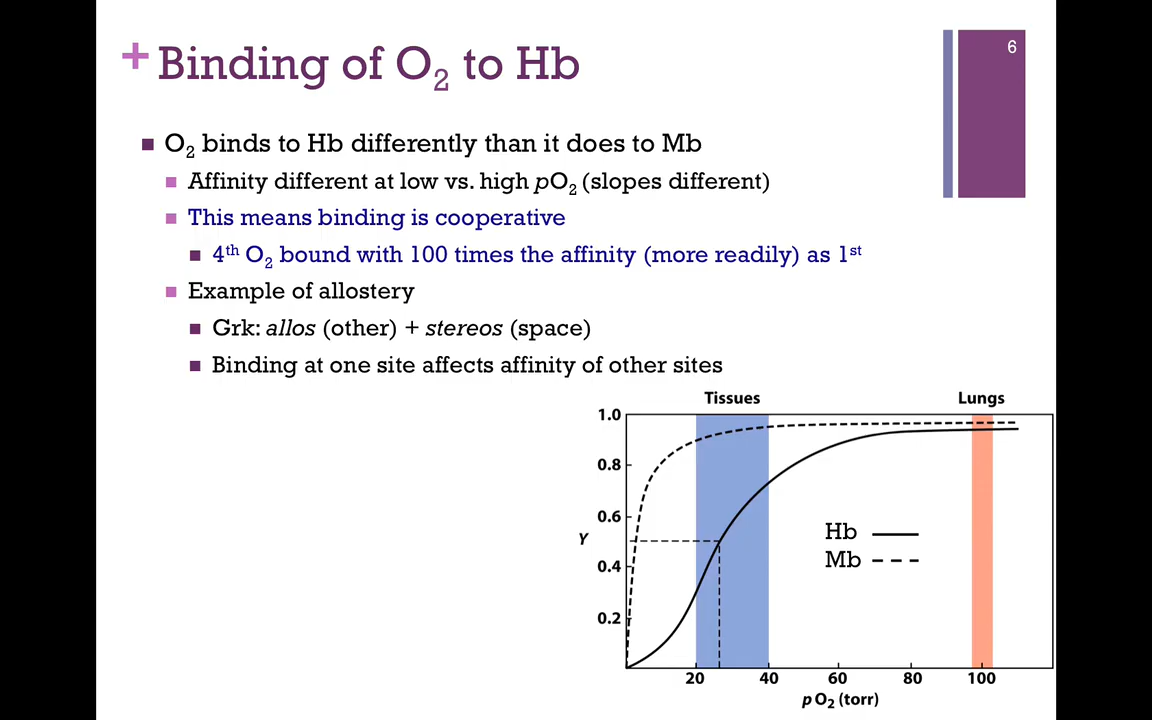 6
+ Binding of O₂ to Hb
■ O₂ binds to Hb differently than it does to Mb
■ Affinity different at low vs. high pO₂ (slopes different)
■ This means binding is cooperative
■ 4th O₂ bound with 100 times the affinity (more readily) as 1st
■ Example of allostery
■ Grk: allos (other) + stereos (space)
■ Binding at one site affects affinity of other sites
Tissues Lungs
1.0
0.8
0.6
Y
0.4
0.2
Hb
Mb
20 40 60 80 100
pO₂ (torr)